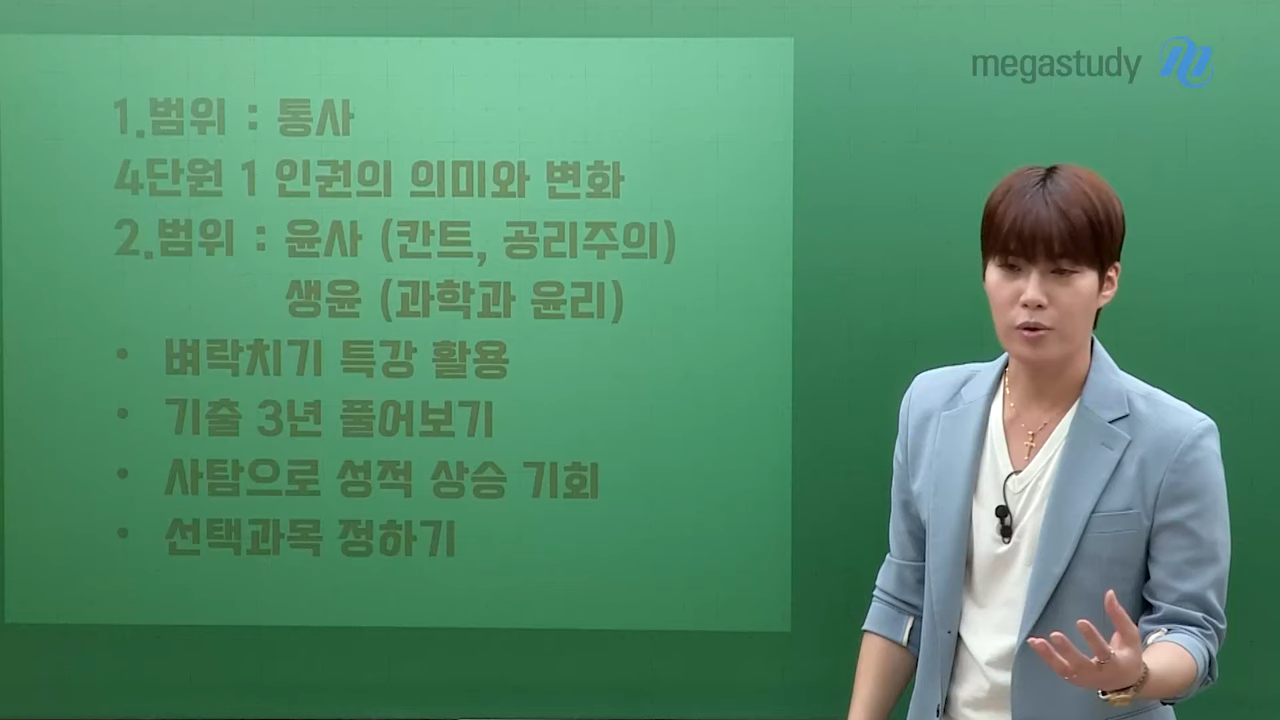 megastudy
1.범위 : 통사
4단원 1 인권의 의미와 변화
2.범위 : 윤사 (칸트, 공리주의)
생윤 (과학과 윤리)
• 벼락치기 특강 활용
• 기출 3년 풀어보기
• 사탐으로 성적 상승 기회
• 선택과목 정하기